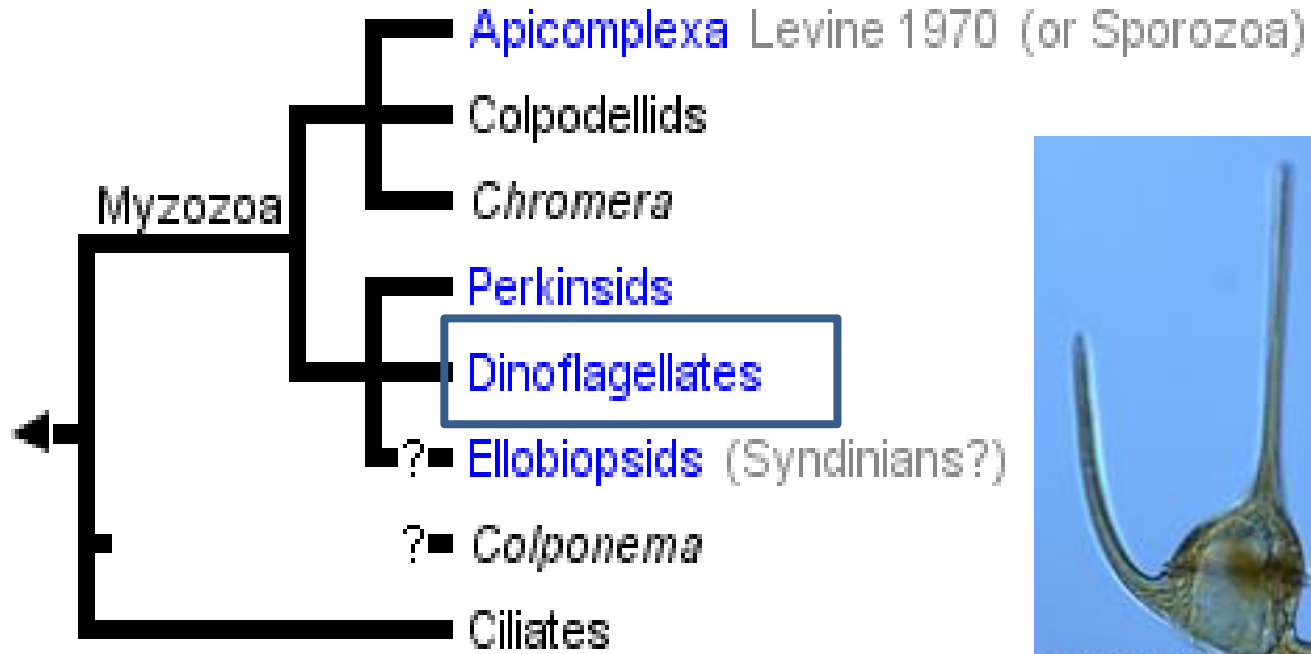 Apicomplexa Levine 1970 (or Sporozoa)
Colpodellids
Chromera
Myzozoa
Perkinsids
Dinoflagellates
? Ellobiopsids (Syndinians?)
? Colponema
Ciliates